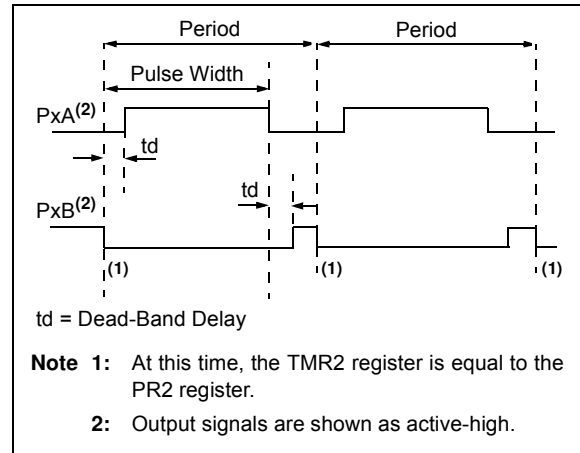 Period Period
Pulse Width
PxA(2)
td
td
PxB(2)
(1) (1) (1)
td = Dead-Band Delay
Note 1: At this time, the TMR2 register is equal to the
PR2 register.
2: Output signals are shown as active-high.